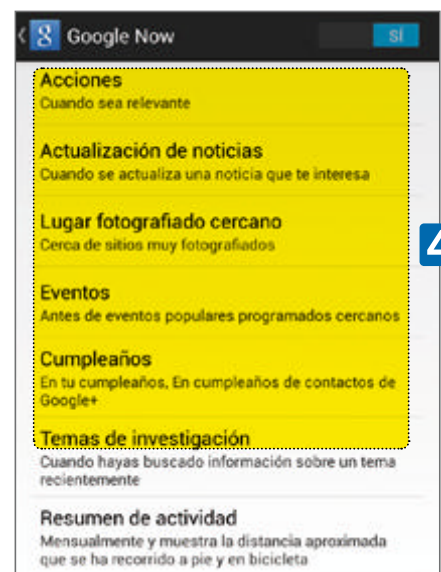 8 Google Now SÍ
Acciones
Cuando sea relevante
Actualización de noticias
Cuando se actualiza una noticia que te interesa
Lugar fotografiado cercano
Cerca de sitios muy fotografiados
4
Eventos
Antes de eventos populares programados cercanos
Cumpleaños
En tu cumpleaños, En cumpleaños de contactos de
Google+
Temas de investigación
Cuando hayas buscado información sobre un tema
recientemente
Resumen de actividad
Mensualmente y muestra la distancia aproximada
que se ha recorrido a pie y en bicicleta